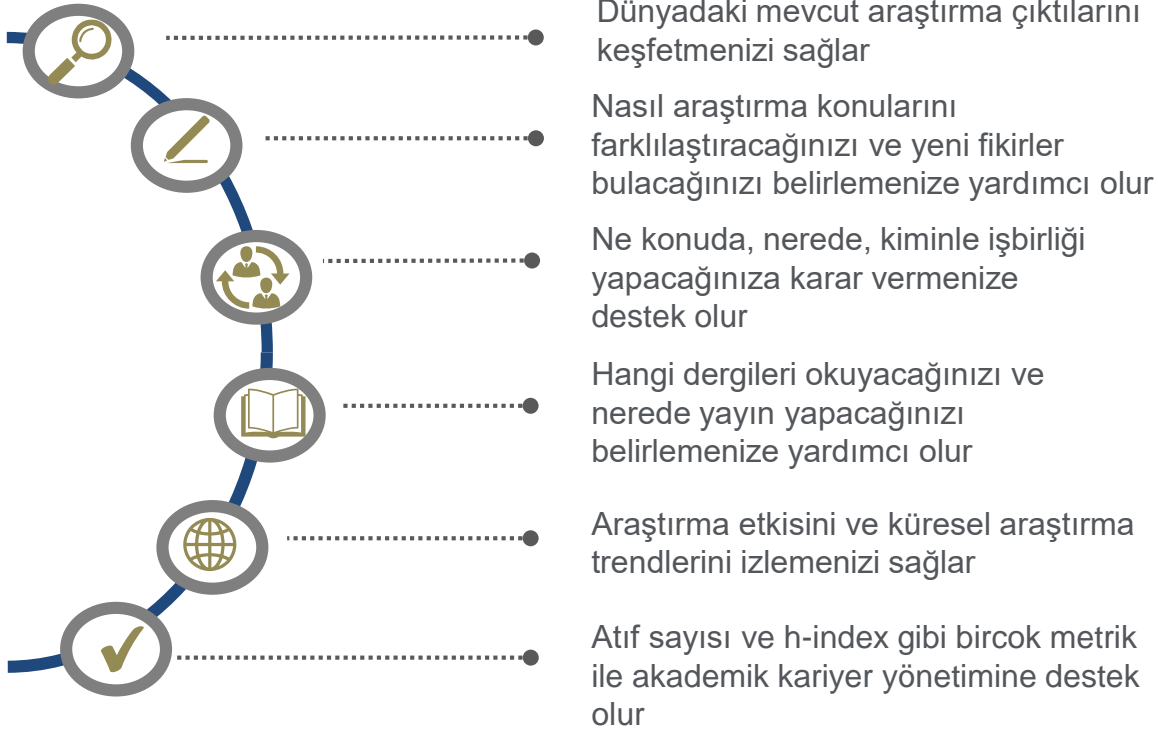 Dünyadaki mevcut araştırma çıktılarını
keşfetmenizi sağlar
Nasıl araştırma konularını
farklılaştıracağınızı ve yeni fikirler
bulacağınızı belirlemenize yardımcı olur
Ne konuda, nerede, kiminle işbirliği
yapacağınıza karar vermenize
destek olur
Hangi dergileri okuyacağınızı ve
nerede yayın yapacağınızı
belirlemenize yardımcı olur
Araştırma etkisini ve küresel araştırma
trendlerini izlemenizi sağlar
Atıf sayısı ve h-index gibi bircok metrik
ile akademik kariyer yönetimine destek
olur